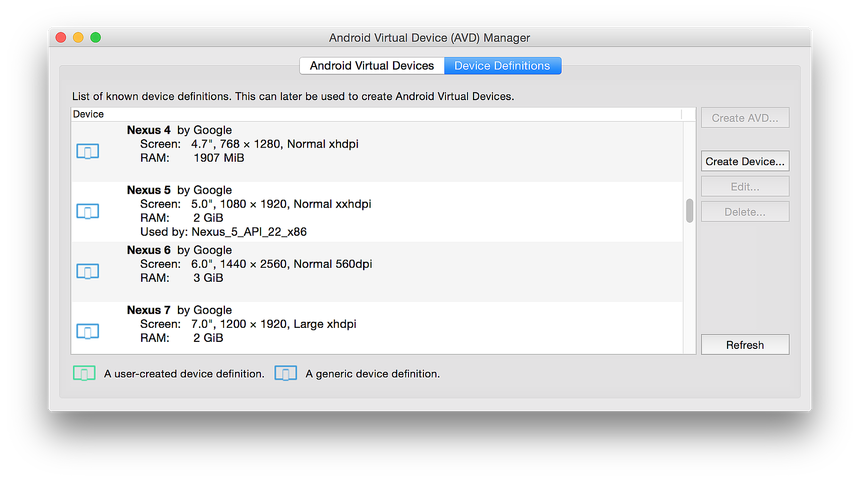 Android Virtual Device (AVD) Manager
Android Virtual Devices Device Definitions
List of known device definitions. This can later be used to create Android Virtual Devices.
Device
Create AVD...
Nexus 4 by Google
Screen: 4.7", 768 × 1280, Normal xhdpi
RAM: 1907 MiB
Create Device...
Edit...
Delete...
Nexus 5 by Google
Screen: 5.0", 1080 × 1920, Normal xxhdpi
RAM: 2 GiB
Used by: Nexus_5_API_22_x86
Nexus 6 by Google
Screen: 6.0", 1440 × 2560, Normal 560dpi
RAM: 3 GiB
Nexus 7 by Google
Screen: 7.0", 1200 × 1920, Large xhdpi
RAM: 2 GiB
Refresh
A user-created device definition. A generic device definition.